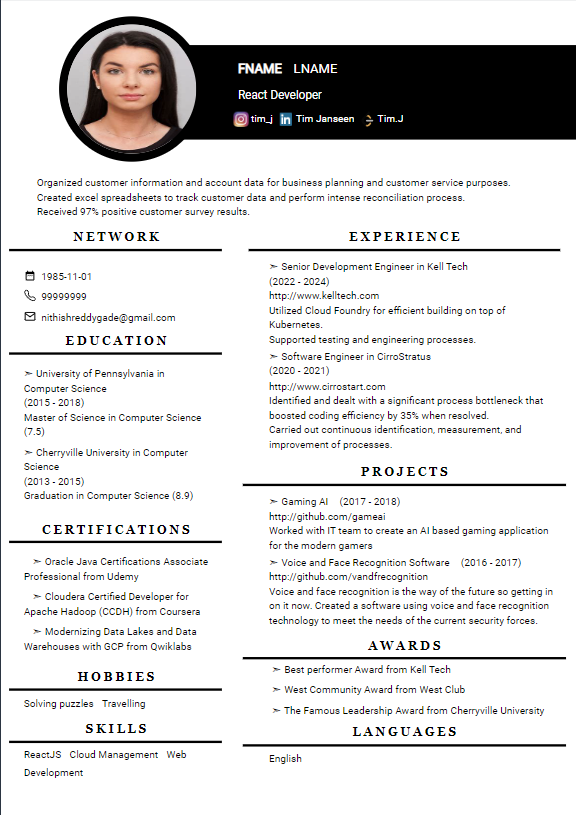 FNAME LNAME
React Developer
tim_j Tim Janseen Tim.J
Organized customer information and account data for business planning and customer service purposes.
Created excel spreadsheets to track customer data and perform intense reconciliation process.
Received 97% positive customer survey results.
NETWORK
1985-11-01
99999999
nithishreddygade@gmail.com
EDUCATION
➣ University of Pennsylvania in
Computer Science
(2015 - 2018)
Master of Science in Computer Science
(7.5)
➣ Cherryville University in Computer
Science
(2013 - 2015)
Graduation in Computer Science (8.9)
CERTIFICATIONS
➣ Oracle Java Certifications Associate
Professional from Udemy
➣ Cloudera Certified Developer for
Apache Hadoop (CCDH) from Coursera
➣ Modernizing Data Lakes and Data
Warehouses with GCP from Qwiklabs
HOBBIES
Solving puzzles Travelling
SKILLS
ReactJS Cloud Management Web
Development
EXPERIENCE
➣ Senior Development Engineer in Kell Tech
(2022 - 2024)
http://www.kelltech.com
Utilized Cloud Foundry for efficient building on top of
Kubernetes.
Supported testing and engineering processes.
➣ Software Engineer in CirroStratus
(2020 - 2021)
http://www.cirrostart.com
Identified and dealt with a significant process bottleneck that
boosted coding efficiency by 35% when resolved.
Carried out continuous identification, measurement, and
improvement of processes.
PROJECTS
➣ Gaming AI (2017 - 2018)
http://github.com/gameai
Worked with IT team to create an AI based gaming application
for the modern gamers
➣ Voice and Face Recognition Software (2016 - 2017)
http://github.com/vandfrecognition
Voice and face recognition is the way of the future so getting in
on it now. Created a software using voice and face recognition
technology to meet the needs of the current security forces.
AWARDS
➣ Best performer Award from Kell Tech
➣ West Community Award from West Club
➣ The Famous Leadership Award from Cherryville University
LANGUAGES
English